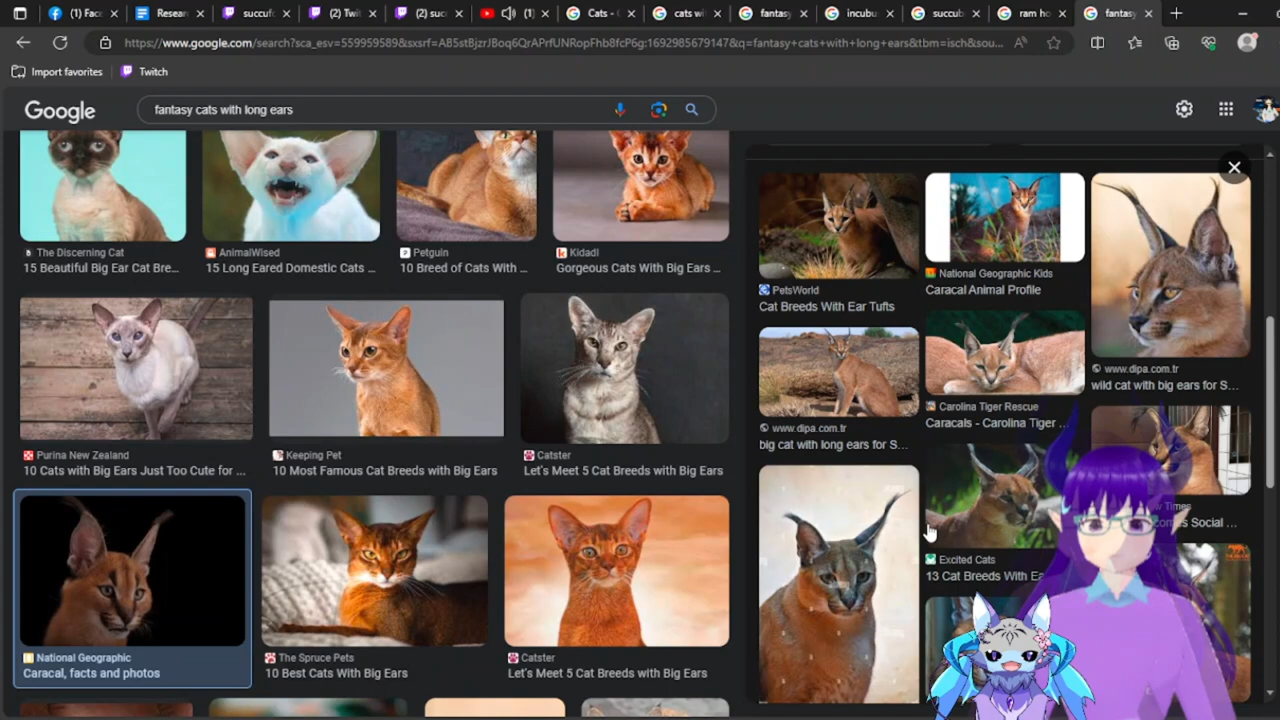 (1) Face
Resear
succuf
(2) Twi
(2) suc
(1)
Cats -
cats wi
fantasy
incubu
succub
ram ho
fantasy
https://www.google.com/search?sca_esv=559959589&sxsrf=AB5stBjzrJBoq6QrAPrfUNRopFhb8fcP6g:1692985679147&q=fantasy+cats+with+long+ears&tbm=isch&sou...
Import favorites
Twitch
Google
fantasy cats with long ears
The Discerning Cat
15 Beautiful Big Ear Cat Bre...
AnimalWised
15 Long Eared Domestic Cats ...
Petguin
10 Breed of Cats With ...
Kidadl
Gorgeous Cats With Big Ears ...
Purina New Zealand
10 Cats with Big Ears Just Too Cute for ...
Keeping Pet
10 Most Famous Cat Breeds with Big Ears
Catster
Let's Meet 5 Cat Breeds with Big Ears
National Geographic
Caracal, facts and photos
The Spruce Pets
10 Best Cats With Big Ears
Catster
Let's Meet 5 Cat Breeds with Big Ears
PetsWorld
Cat Breeds With Ear Tufts
National Geographic Kids
Caracal Animal Profile
www.dipa.com.tr
wild cat with big ears for S...
www.dipa.com.tr
big cat with long ears for S...
Carolina Tiger Rescue
Caracals - Carolina Tiger ...
Times
comes Social ...
Excited Cats
13 Cat Breeds With Ea